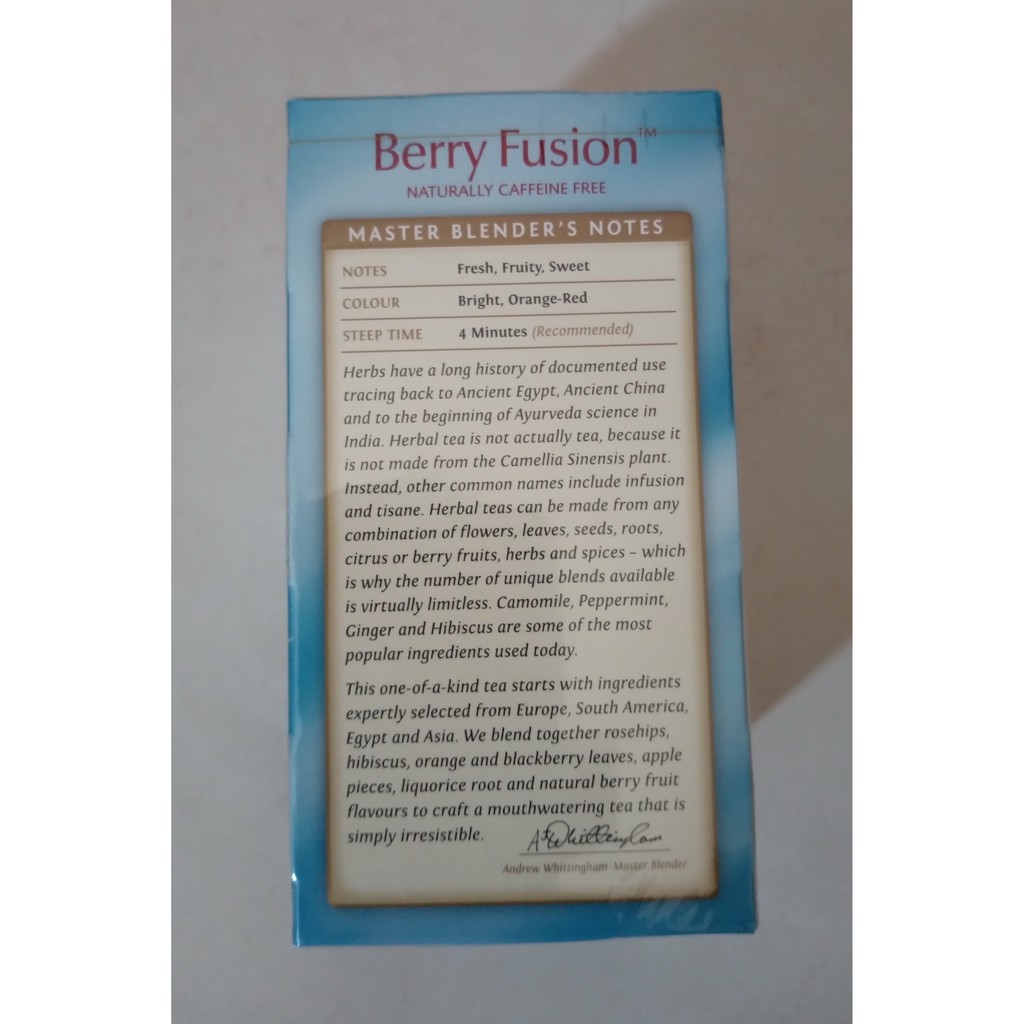 Berry Fusion™
NATURALLY CAFFEINE FREE
MASTER BLENDER'S NOTES
NOTES Fresh, Fruity, Sweet
COLOUR Bright, Orange-Red
STEEP TIME 4 Minutes (Recommended)
Herbs have a long history of documented use
tracing back to Ancient Egypt, Ancient China
and to the beginning of Ayurveda science in
India. Herbal tea is not actually tea, because it
is not made from the Camellia Sinensis plant.
Instead, other common names include infusion
and tisane. Herbal teas can be made from any
combination of flowers, leaves, seeds, roots,
citrus or berry fruits, herbs and spices – which
is why the number of unique blends available
is virtually limitless. Camomile, Peppermint,
Ginger and Hibiscus are some of the most
popular ingredients used today.
This one-of-a-kind tea starts with ingredients
expertly selected from Europe, South America,
Egypt and Asia. We blend together rosehips,
hibiscus, orange and blackberry leaves, apple
pieces, liquorice root and natural berry fruit
flavours to craft a mouthwatering tea that is
simply irresistible. A J Whittingham
Andrew Whittingham–Master Blender